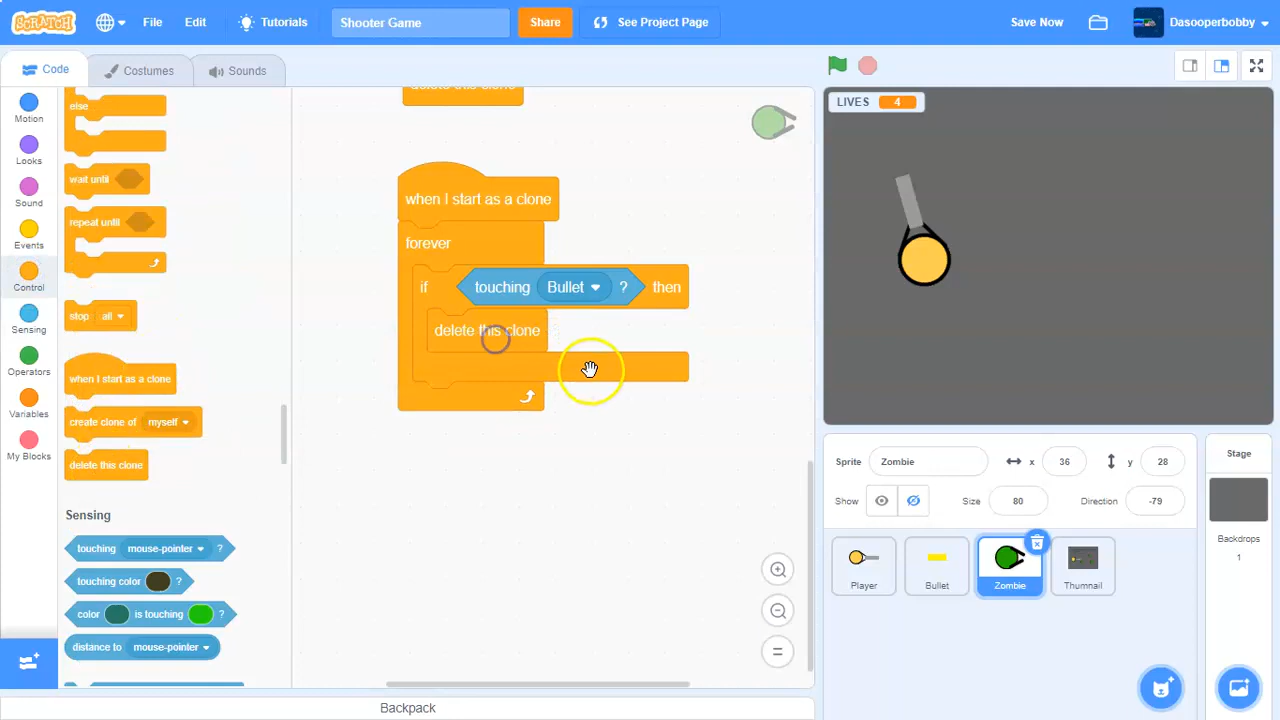 SCRATCH
File
Edit
Tutorials
Shooter Game
Share
See Project Page
Save Now
Dasooperbobby
Code
Costumes
Sounds
Motion
Looks
Sound
Events
Control
Sensing
Operators
Variables
My Blocks
else
wait until
repeat until
stop all
when I start as a clone
create clone of myself
delete this clone
Sensing
touching mouse-pointer ?
touching color ?
color is touching ?
distance to mouse-pointer
delete this clone
when I start as a clone
forever
if touching Bullet ? then
delete this clone
Backpack
LIVES 4
Sprite Zombie x 36 y 28
Show Size 80 Direction -79
Player
Bullet
Zombie
Thumnail
Stage
Backdrops
1